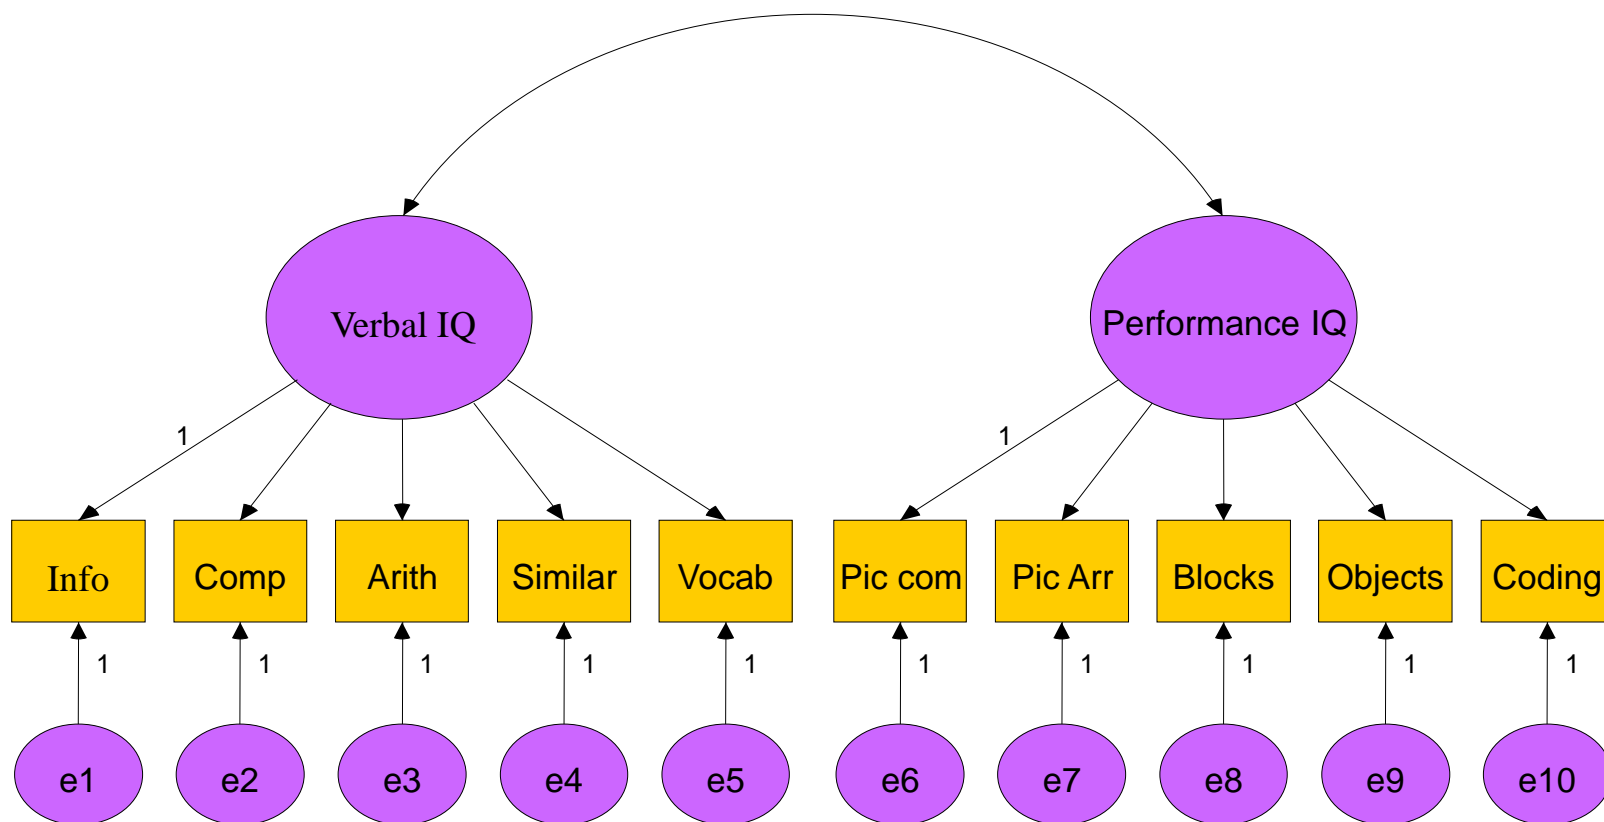 Verbal IQ Performance IQ
1 1
Info Comp Arith Similar Vocab Pic com Pic Arr Blocks Objects Coding
1 1 1 1 1 1 1 1 1 1
e1 e2 e3 e4 e5 e6 e7 e8 e9 e10